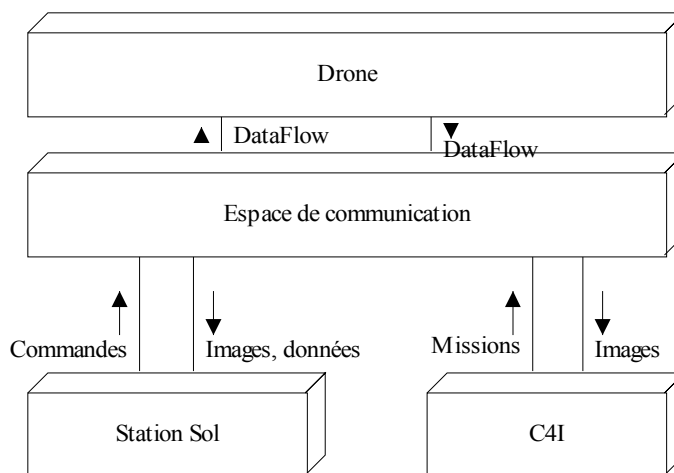 Drone
DataFlow
DataFlow
Espace de communication
Commandes
Images, données
Missions
Images
Station Sol
C4I